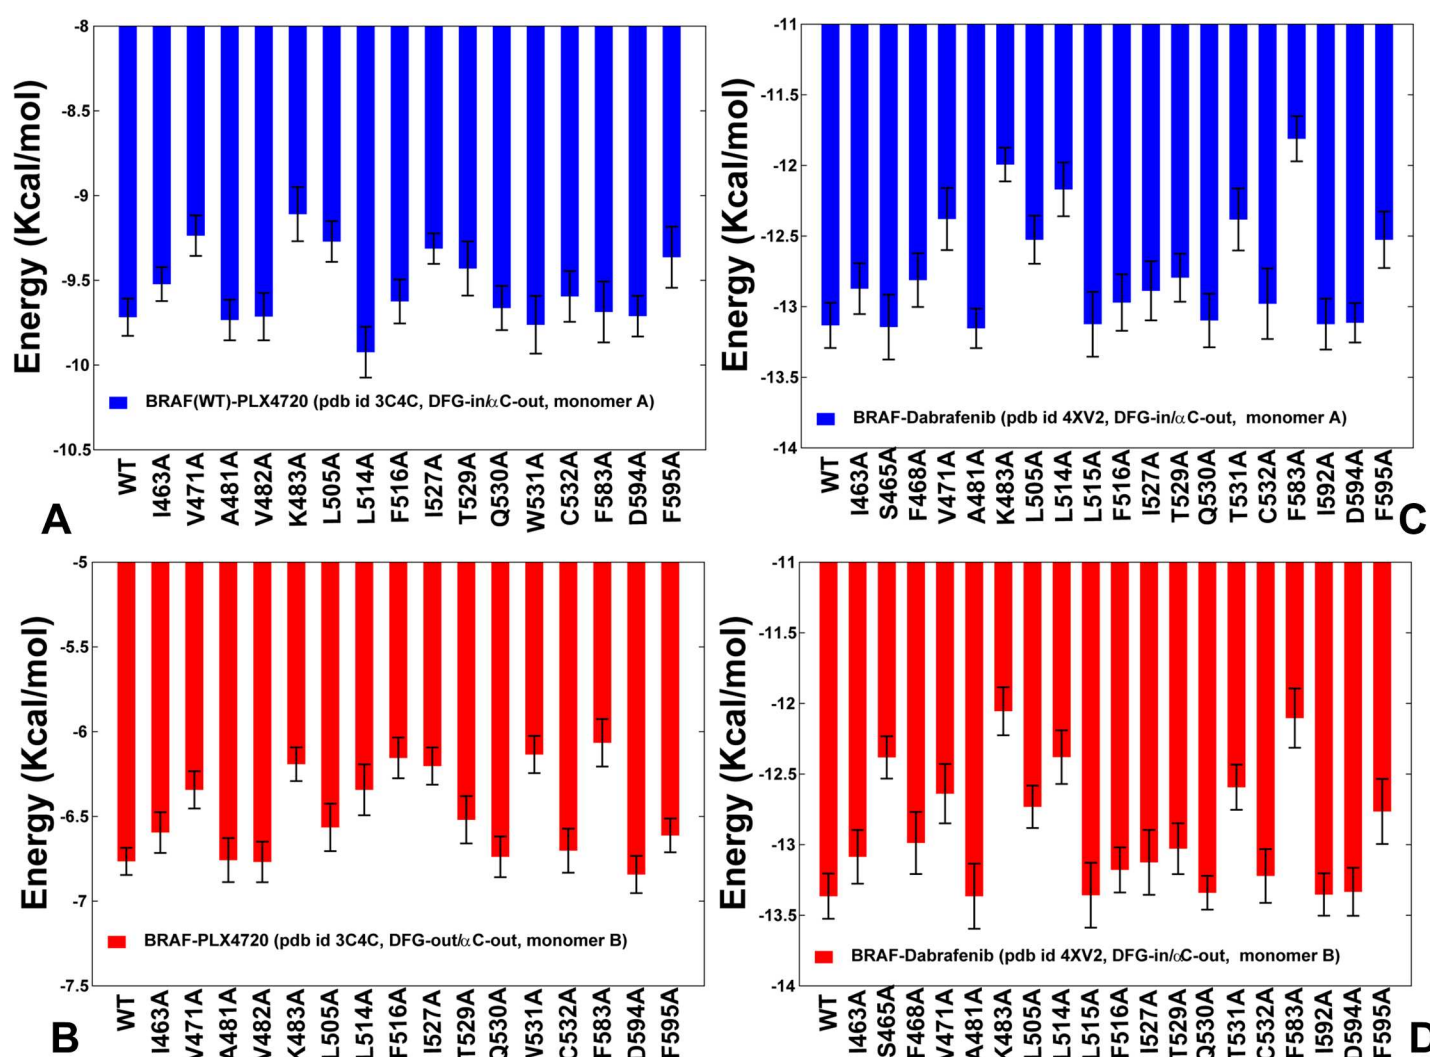 Energy (Kcal/mol)
-8
-8.5
-9
-9.5
-10
-10.5
BRAF(WT)-PLX4720 (pdb id 3C4C, DFG-in/αC-out, monomer A)
WT I463A V471A A481A V482A K483A L505A L514A F516A I527A T529A Q530A W531A C532A F583A D594A F595A
A
Energy (Kcal/mol)
-11
-11.5
-12
-12.5
-13
-13.5
-14
BRAF-Dabrafenib (pdb id 4XV2, DFG-in/αC-out, monomer A)
WT I463A S465A F468A V471A A481A K483A L505A L514A L515A F516A I527A T529A Q530A T531A C532A F583A I592A D594A F595A
C
Energy (Kcal/mol)
-5
-5.5
-6
-6.5
-7
-7.5
BRAF-PLX4720 (pdb id 3C4C, DFG-out/αC-out, monomer B)
WT I463A V471A A481A V482A K483A L505A L514A F516A I527A T529A Q530A W531A C532A F583A D594A F595A
B
Energy (Kcal/mol)
-11
-11.5
-12
-12.5
-13
-13.5
-14
BRAF-Dabrafenib (pdb id 4XV2, DFG-in/αC-out, monomer B)
WT I463A S465A F468A V471A A481A K483A L505A L514A L515A F516A I527A T529A Q530A T531A C532A F583A I592A D594A F595A
D